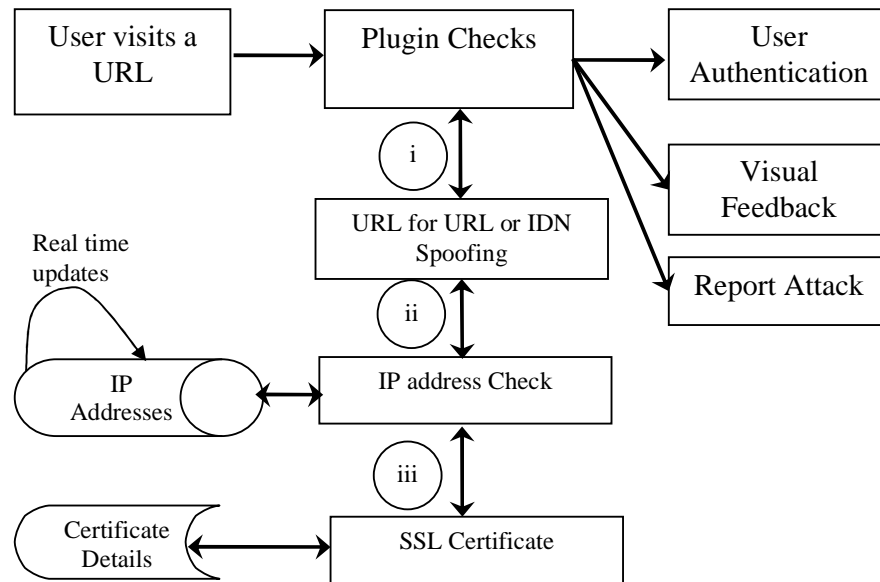 User visits a
URL
Plugin Checks
User
Authentication
i
Visual
Feedback
URL for URL or IDN
Spoofing
Real time
updates
Report Attack
ii
IP
Addresses
IP address Check
iii
Certificate
Details
SSL Certificate